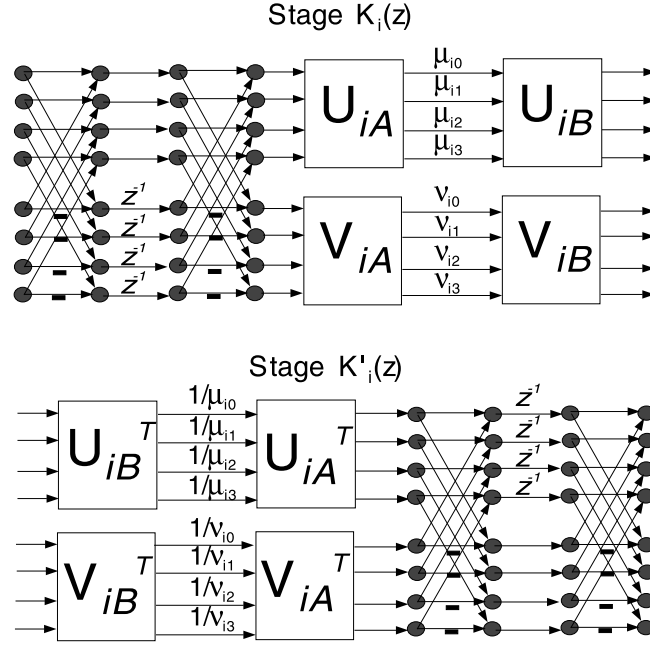 Stage K_i(z)
μ_i0
μ_i1
μ_i2
μ_i3
U_iA
U_iB
z⁻¹
z⁻¹
z⁻¹
z⁻¹
ν_i0
ν_i1
ν_i2
ν_i3
V_iA
V_iB
Stage K'_i(z)
1/μ_i0
1/μ_i1
1/μ_i2
1/μ_i3
U_iB^T
U_iA^T
z⁻¹
z⁻¹
z⁻¹
z⁻¹
1/ν_i0
1/ν_i1
1/ν_i2
1/ν_i3
V_iB^T
V_iA^T